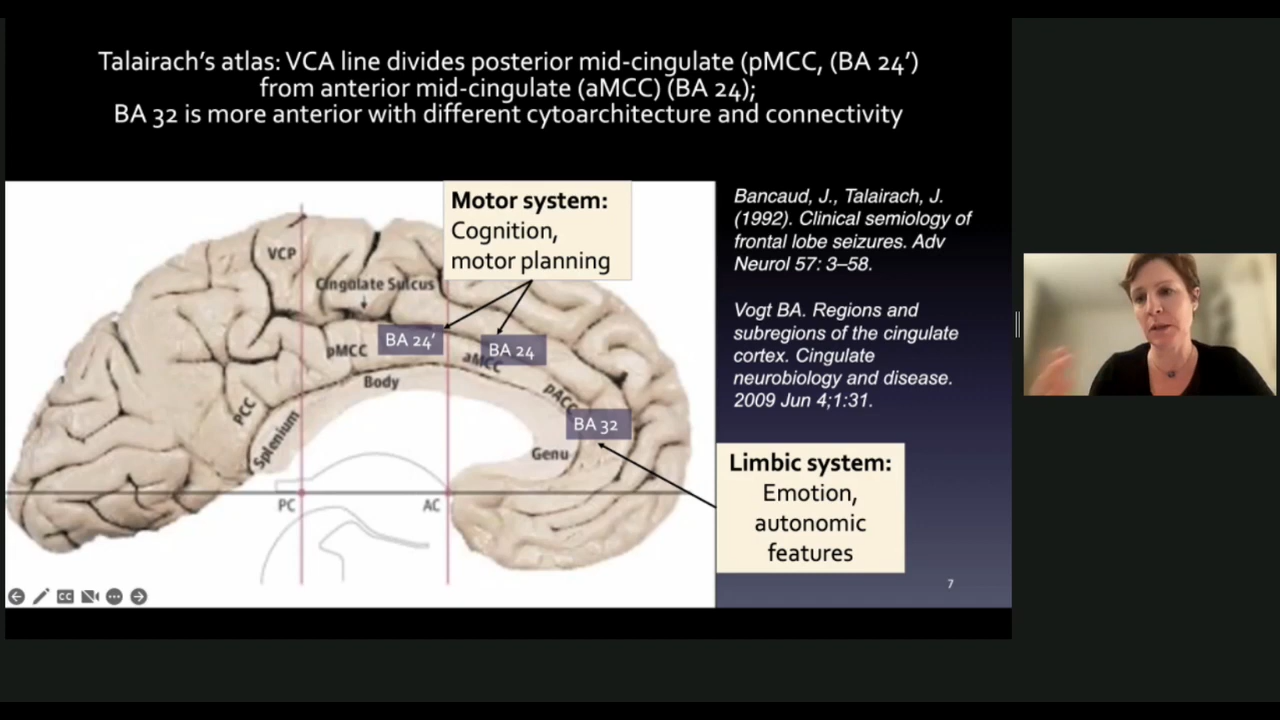 Talairach's atlas: VCA line divides posterior mid-cingulate (pMCC, (BA 24')
from anterior mid-cingulate (aMCC) (BA 24);
BA 32 is more anterior with different cytoarchitecture and connectivity
Motor system:
Cognition,
motor planning
VCP
Cingulate Sulcus
BA 24'
BA 24
pMCC
aMCC
Body
pACC
PCC
Splenium
BA 32
Genu
PC
AC
Bancaud, J., Talairach, J.
(1992). Clinical semiology of
frontal lobe seizures. Adv
Neurol 57: 3–58.
Vogt BA. Regions and
subregions of the cingulate
cortex. Cingulate
neurobiology and disease.
2009 Jun 4;1:31.
Limbic system:
Emotion,
autonomic
features
7
CC